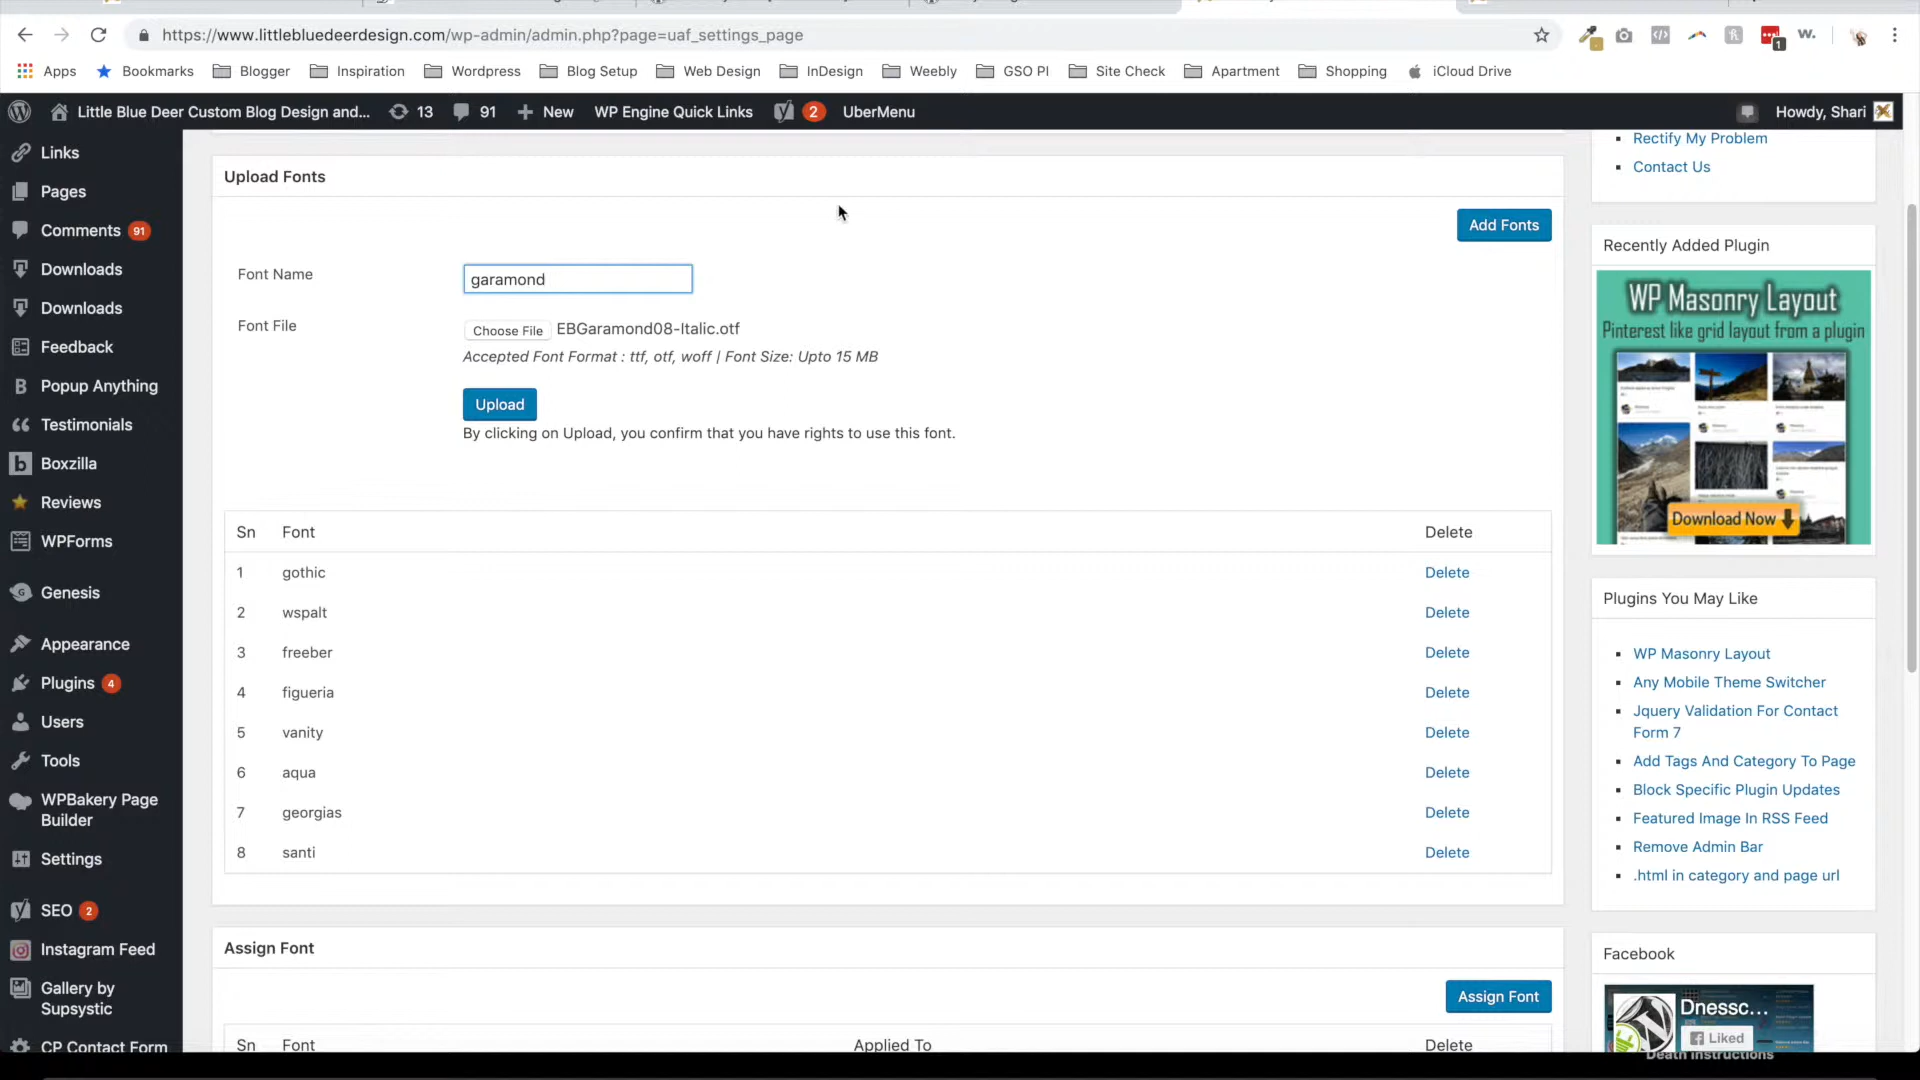 https://www.littlebluedeerdesign.com/wp-admin/admin.php?page=uaf_settings_page
1
W.
Apps
Bookmarks
Blogger
Inspiration
Wordpress
Blog Setup
Web Design
InDesign
Weebly
GSO PI
Site Check
Apartment
Shopping
iCloud Drive
Little Blue Deer Custom Blog Design and...
13
91
New
WP Engine Quick Links
2
UberMenu
Howdy, Shari
Links
Pages
Comments 91
Downloads
Downloads
Feedback
Popup Anything
Testimonials
Boxzilla
Reviews
WPForms
Genesis
Appearance
Plugins 4
Users
Tools
WPBakery Page
Builder
Settings
SEO 2
Instagram Feed
Gallery by
Supsystic
CP Contact Form
Upload Fonts
Add Fonts
Font Name
garamond
Font File
Choose File EBGaramond08-Italic.otf
Accepted Font Format : ttf, otf, woff | Font Size: Upto 15 MB
Upload
By clicking on Upload, you confirm that you have rights to use this font.
Sn Font Delete
1 gothic Delete
2 wspalt Delete
3 freeber Delete
4 figueria Delete
5 vanity Delete
6 aqua Delete
7 georgias Delete
8 santi Delete
Assign Font
Assign Font
Sn Font Applied To Delete
Rectify My Problem
Contact Us
Recently Added Plugin
WP Masonry Layout
Pinterest like grid layout from a plugin
Download Now
Plugins You May Like
WP Masonry Layout
Any Mobile Theme Switcher
Jquery Validation For Contact
Form 7
Add Tags And Category To Page
Block Specific Plugin Updates
Featured Image In RSS Feed
Remove Admin Bar
.html in category and page url
Facebook
Dnessc...
Liked